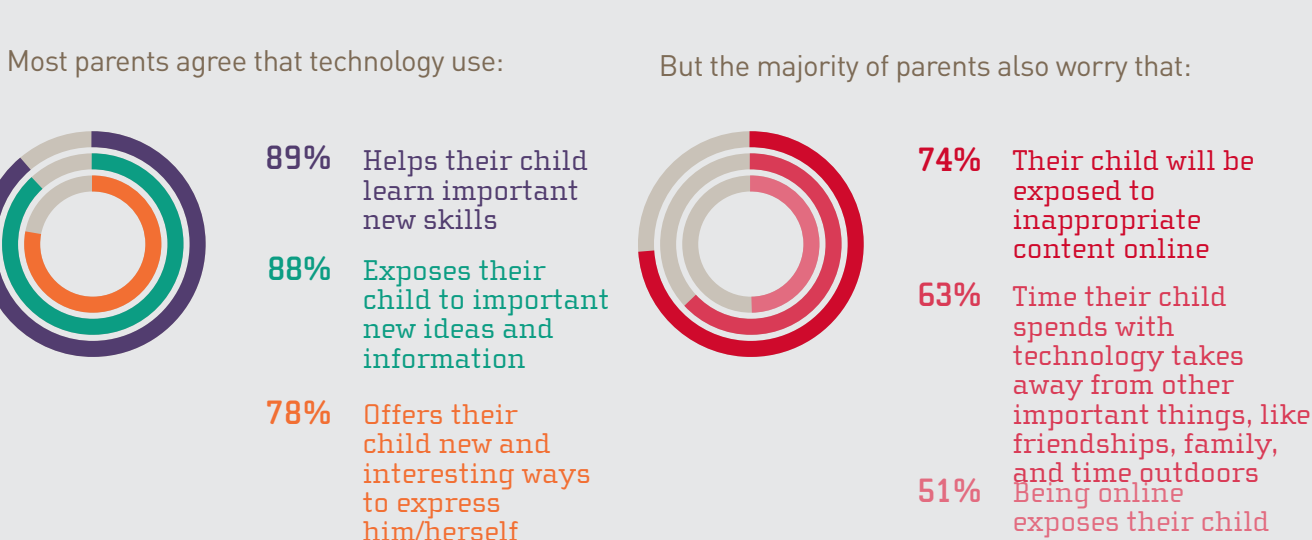 Most parents agree that technology use:
89%
Helps their child
learn important
new skills
88%
Exposes their
child to important
new ideas and
information
78%
Offers their
child new and
interesting ways
to express
him/herself
But the majority of parents also worry that:
74%
Their child will be
exposed to
inappropriate
content online
63%
Time their child
spends with
technology takes
away from other
important things, like
friendships, family,
and time outdoors
51%
Being online
exposes their child